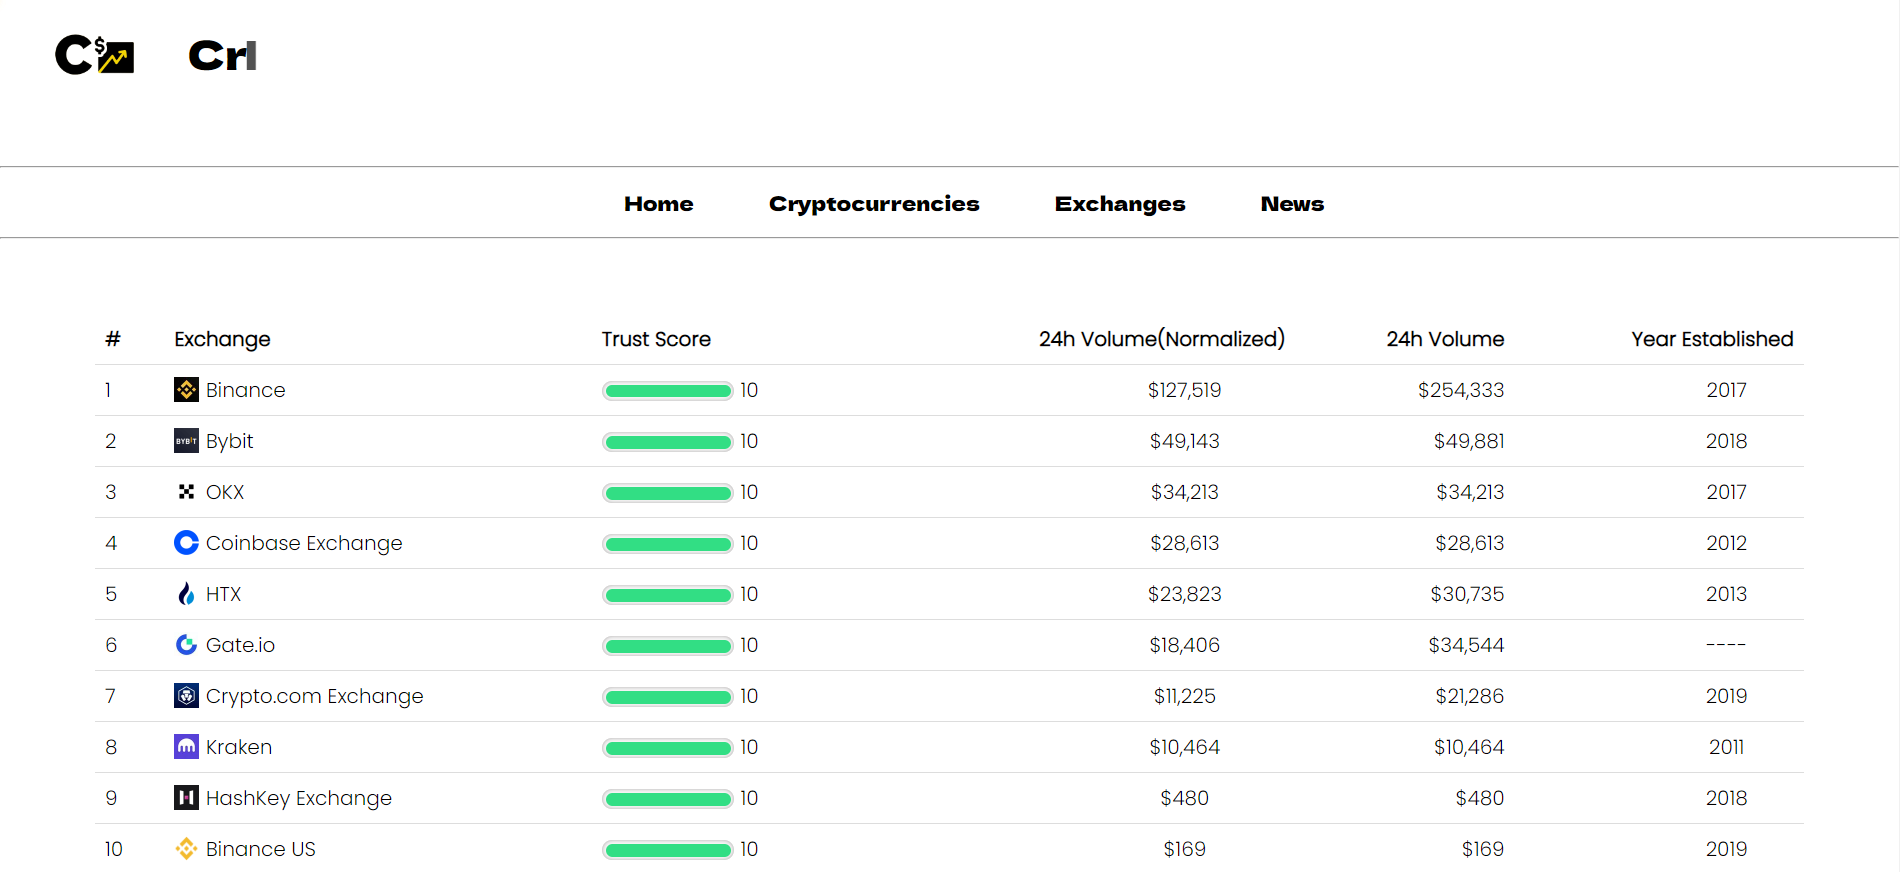 C$ Cr
Home Cryptocurrencies Exchanges News
# Exchange Trust Score 24h Volume(Normalized) 24h Volume Year Established
1 Binance 10 $127,519 $254,333 2017
2 BYBIT Bybit 10 $49,143 $49,881 2018
3 OKX 10 $34,213 $34,213 2017
4 Coinbase Exchange 10 $28,613 $28,613 2012
5 HTX 10 $23,823 $30,735 2013
6 Gate.io 10 $18,406 $34,544 ----
7 Crypto.com Exchange 10 $11,225 $21,286 2019
8 Kraken 10 $10,464 $10,464 2011
9 HashKey Exchange 10 $480 $480 2018
10 Binance US 10 $169 $169 2019